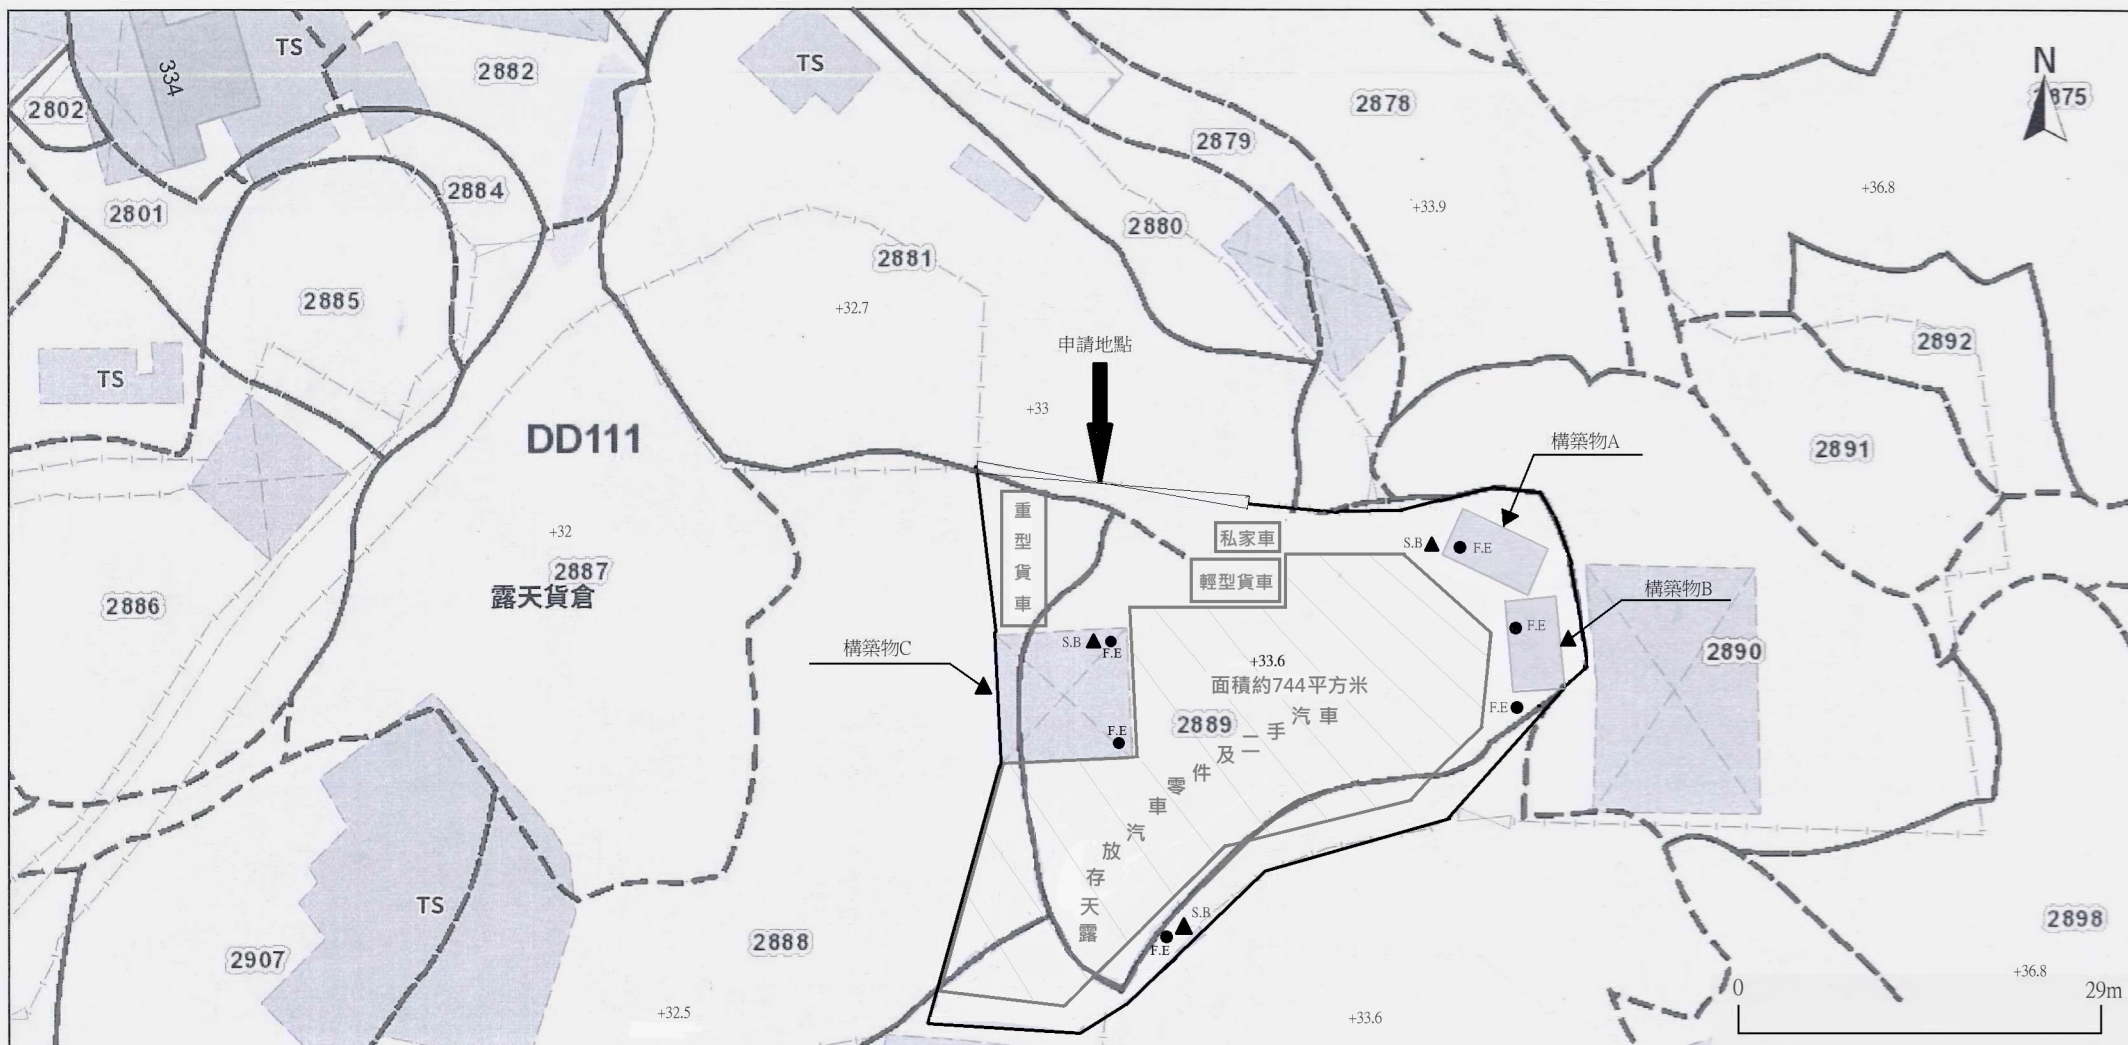 TS
334
2882
TS
N
2802
2878
2875
2879
2884
+36.8
2801
+33.9
2880
2881
2885
+32.7
申請地點
2892
TS
+33
DD111
構築物A
2891
重型貨車
+32
私家車
S.B
F.E
2887
輕型貨車
構築物B
露天貨倉
2886
F.E
S.B
F.E
構築物C
2890
+33.6
面積約744平方米
F.E
2889
F.E
露天存放汽車零件及二手汽車
TS
S.B
2898
2888
F.E
2907
+36.8
0
29m
+32.5
+33.6